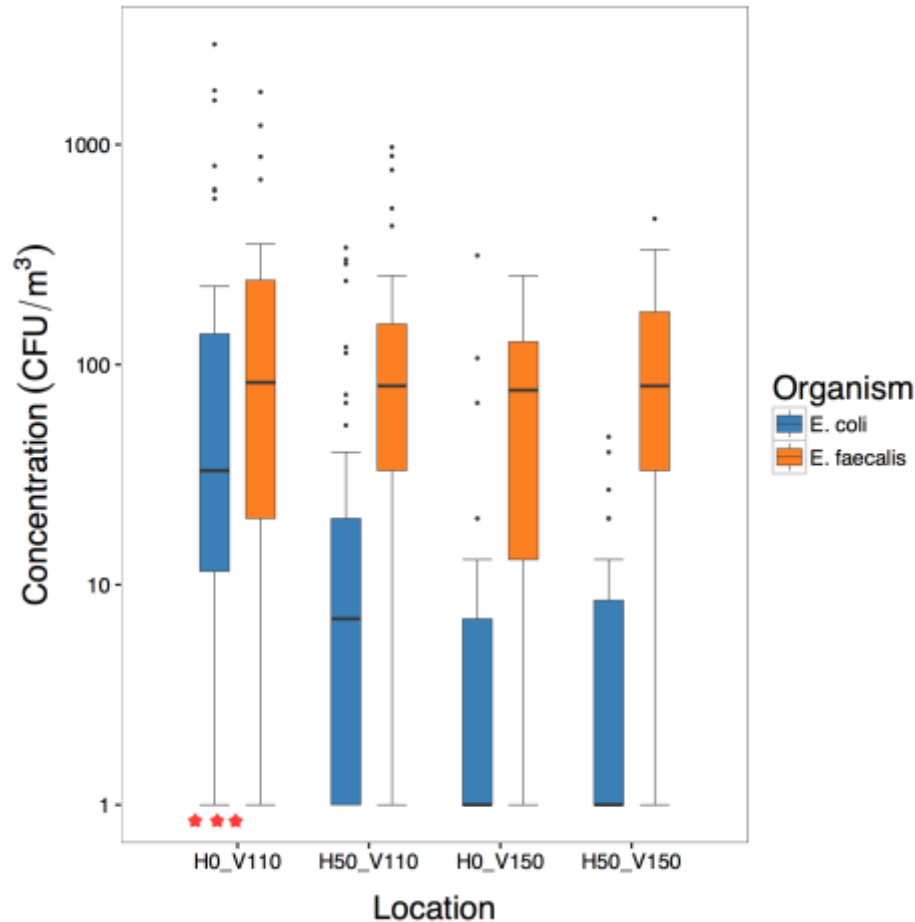 Concentration (CFU/m³)
1000
100
10
1
H0_V110 H50_V110 H0_V150 H50_V150
Location
Organism
E. coli
E. faecalis